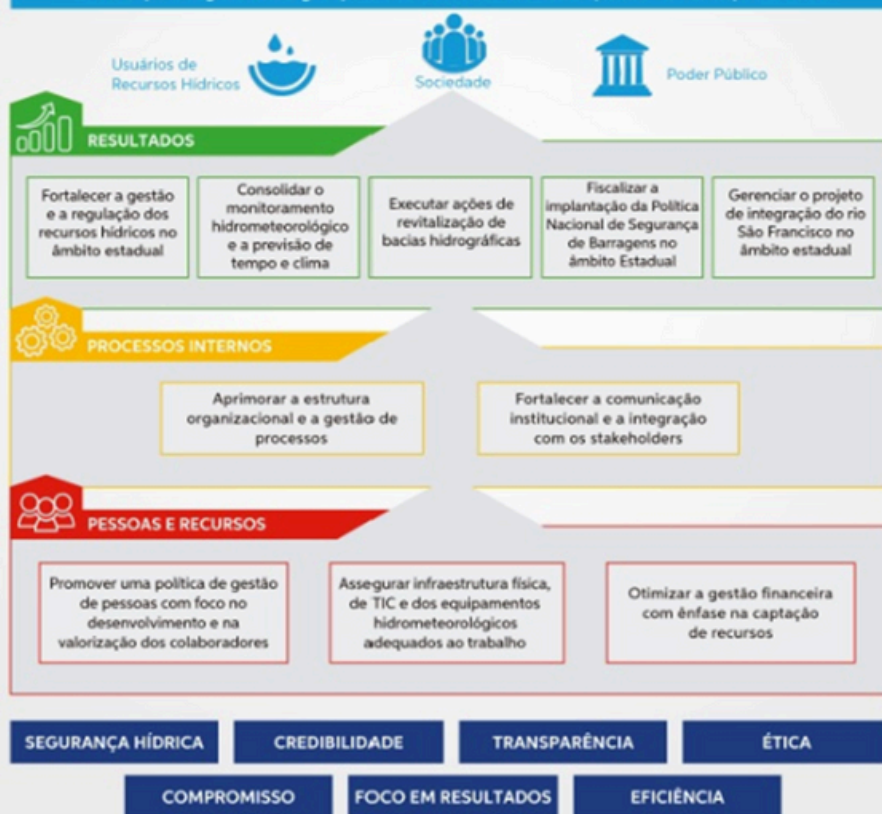 Usuários de
Recursos Hídricos
Sociedade
Poder Público
RESULTADOS
Fortalecer a gestão
e a regulação dos
recursos hídricos no
âmbito estadual
Consolidar o
monitoramento
hidrometeorológico
e a previsão de
tempo e clima
Executar ações de
revitalização de
bacias hidrográficas
Fiscalizar a
implantação da Política
Nacional de Segurança
de Barragens no
âmbito Estadual
Gerenciar o projeto
de integração do rio
São Francisco no
âmbito estadual
PROCESSOS INTERNOS
Aprimorar a estrutura
organizacional e a gestão de
processos
Fortalecer a comunicação
institucional e a integração
com os stakeholders
PESSOAS E RECURSOS
Promover uma política de gestão
de pessoas com foco no
desenvolvimento e na
valorização dos colaboradores
Assegurar infraestrutura física,
de TIC e dos equipamentos
hidrometeorológicos
adequados ao trabalho
Otimizar a gestão financeira
com ênfase na captação
de recursos
SEGURANÇA HÍDRICA
CREDIBILIDADE
TRANSPARÊNCIA
ÉTICA
COMPROMISSO
FOCO EM RESULTADOS
EFICIÊNCIA